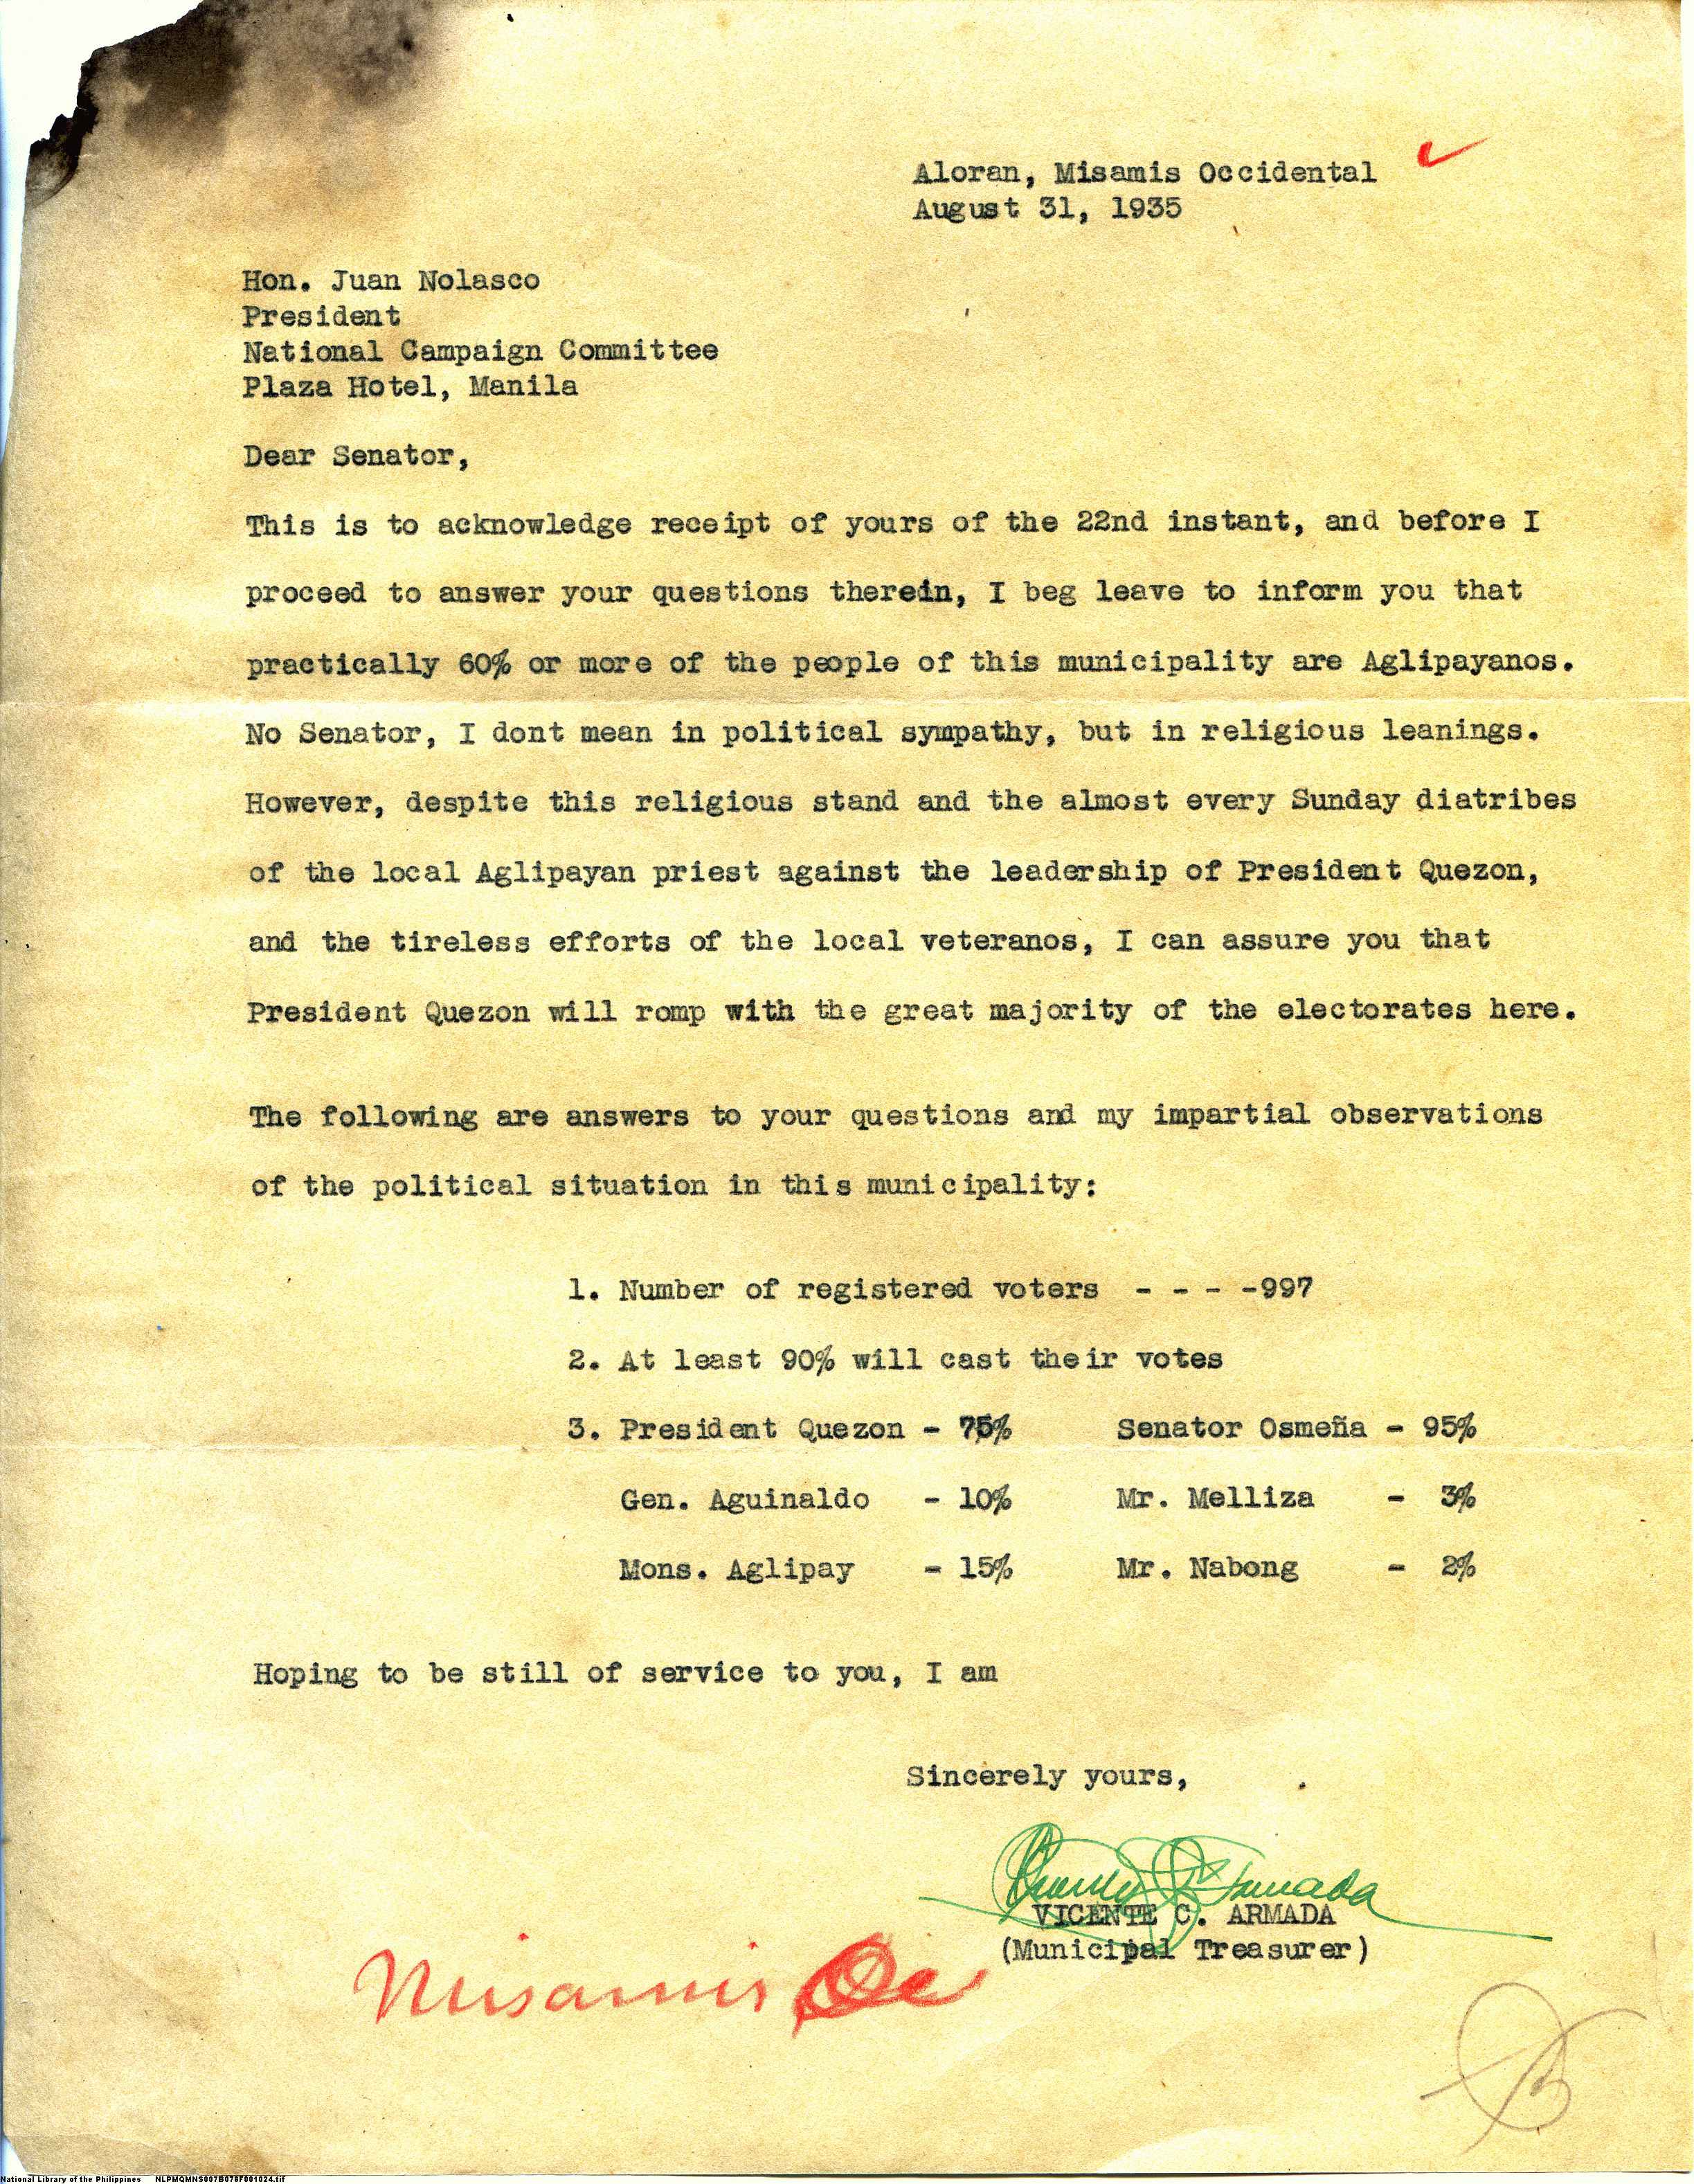 Aloran, Misamis Occidental
August 31, 1935
Hon. Juan Nolasco
President
National Campaign Committee
Plaza Hotel, Manila
Dear Senator,
This is to acknowledge receipt of yours of the 22nd instant, and before I
proceed to answer your questions therein, I beg leave to inform you that
practically 60% or more of the people of this municipality are Aglipayanos.
No Senator, I dont mean in political sympathy, but in religious leanings.
However, despite this religious stand and the almost every Sunday diatribes
of the local Aglipayan priest against the leadership of President Quezon,
and the tireless efforts of the local veteranos, I can assure you that
President Quezon will romp with the great majority of the electorates here.
The following are answers to your questions and my impartial observations
of the political situation in this municipality:
1. Number of registered voters - - - -997
2. At least 90% will cast their votes
3. President Quezon - 75% Senator Osmeña - 95%
Gen. Aguinaldo - 10% Mr. Melliza - 3%
Mons. Aglipay - 15% Mr. Nabong - 2%
Hoping to be still of service to you, I am
Sincerely yours,
VICENTE C. ARMADA
(Municipal Treasurer)
Misamis Oc
National Library of the Philippines NLPMQMNS007B078F001024.tif